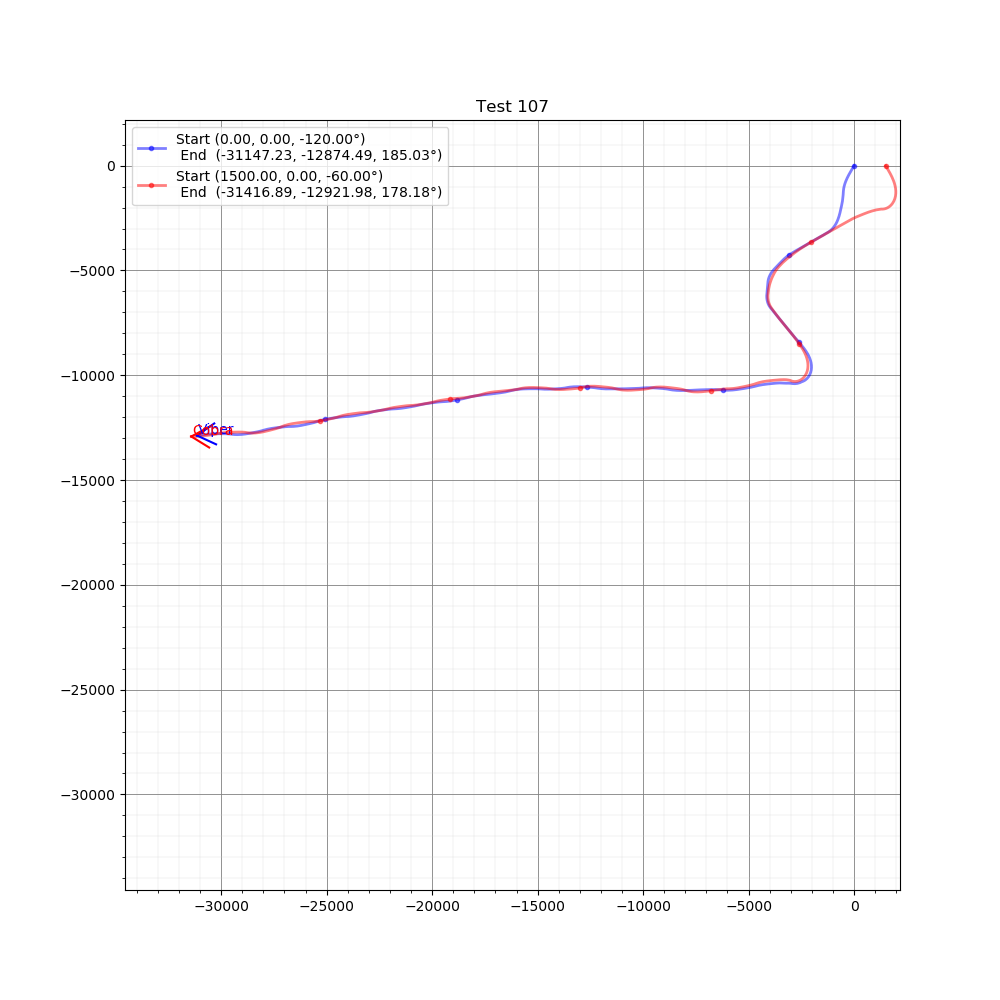 Test 107
Start (0.00, 0.00, -120.00°)
End (-31147.23, -12874.49, 185.03°)
Start (1500.00, 0.00, -60.00°)
End (-31416.89, -12921.98, 178.18°)
0
−5000
−10000
−15000
−20000
−25000
−30000
Viper
−30000 −25000 −20000 −15000 −10000 −5000 0